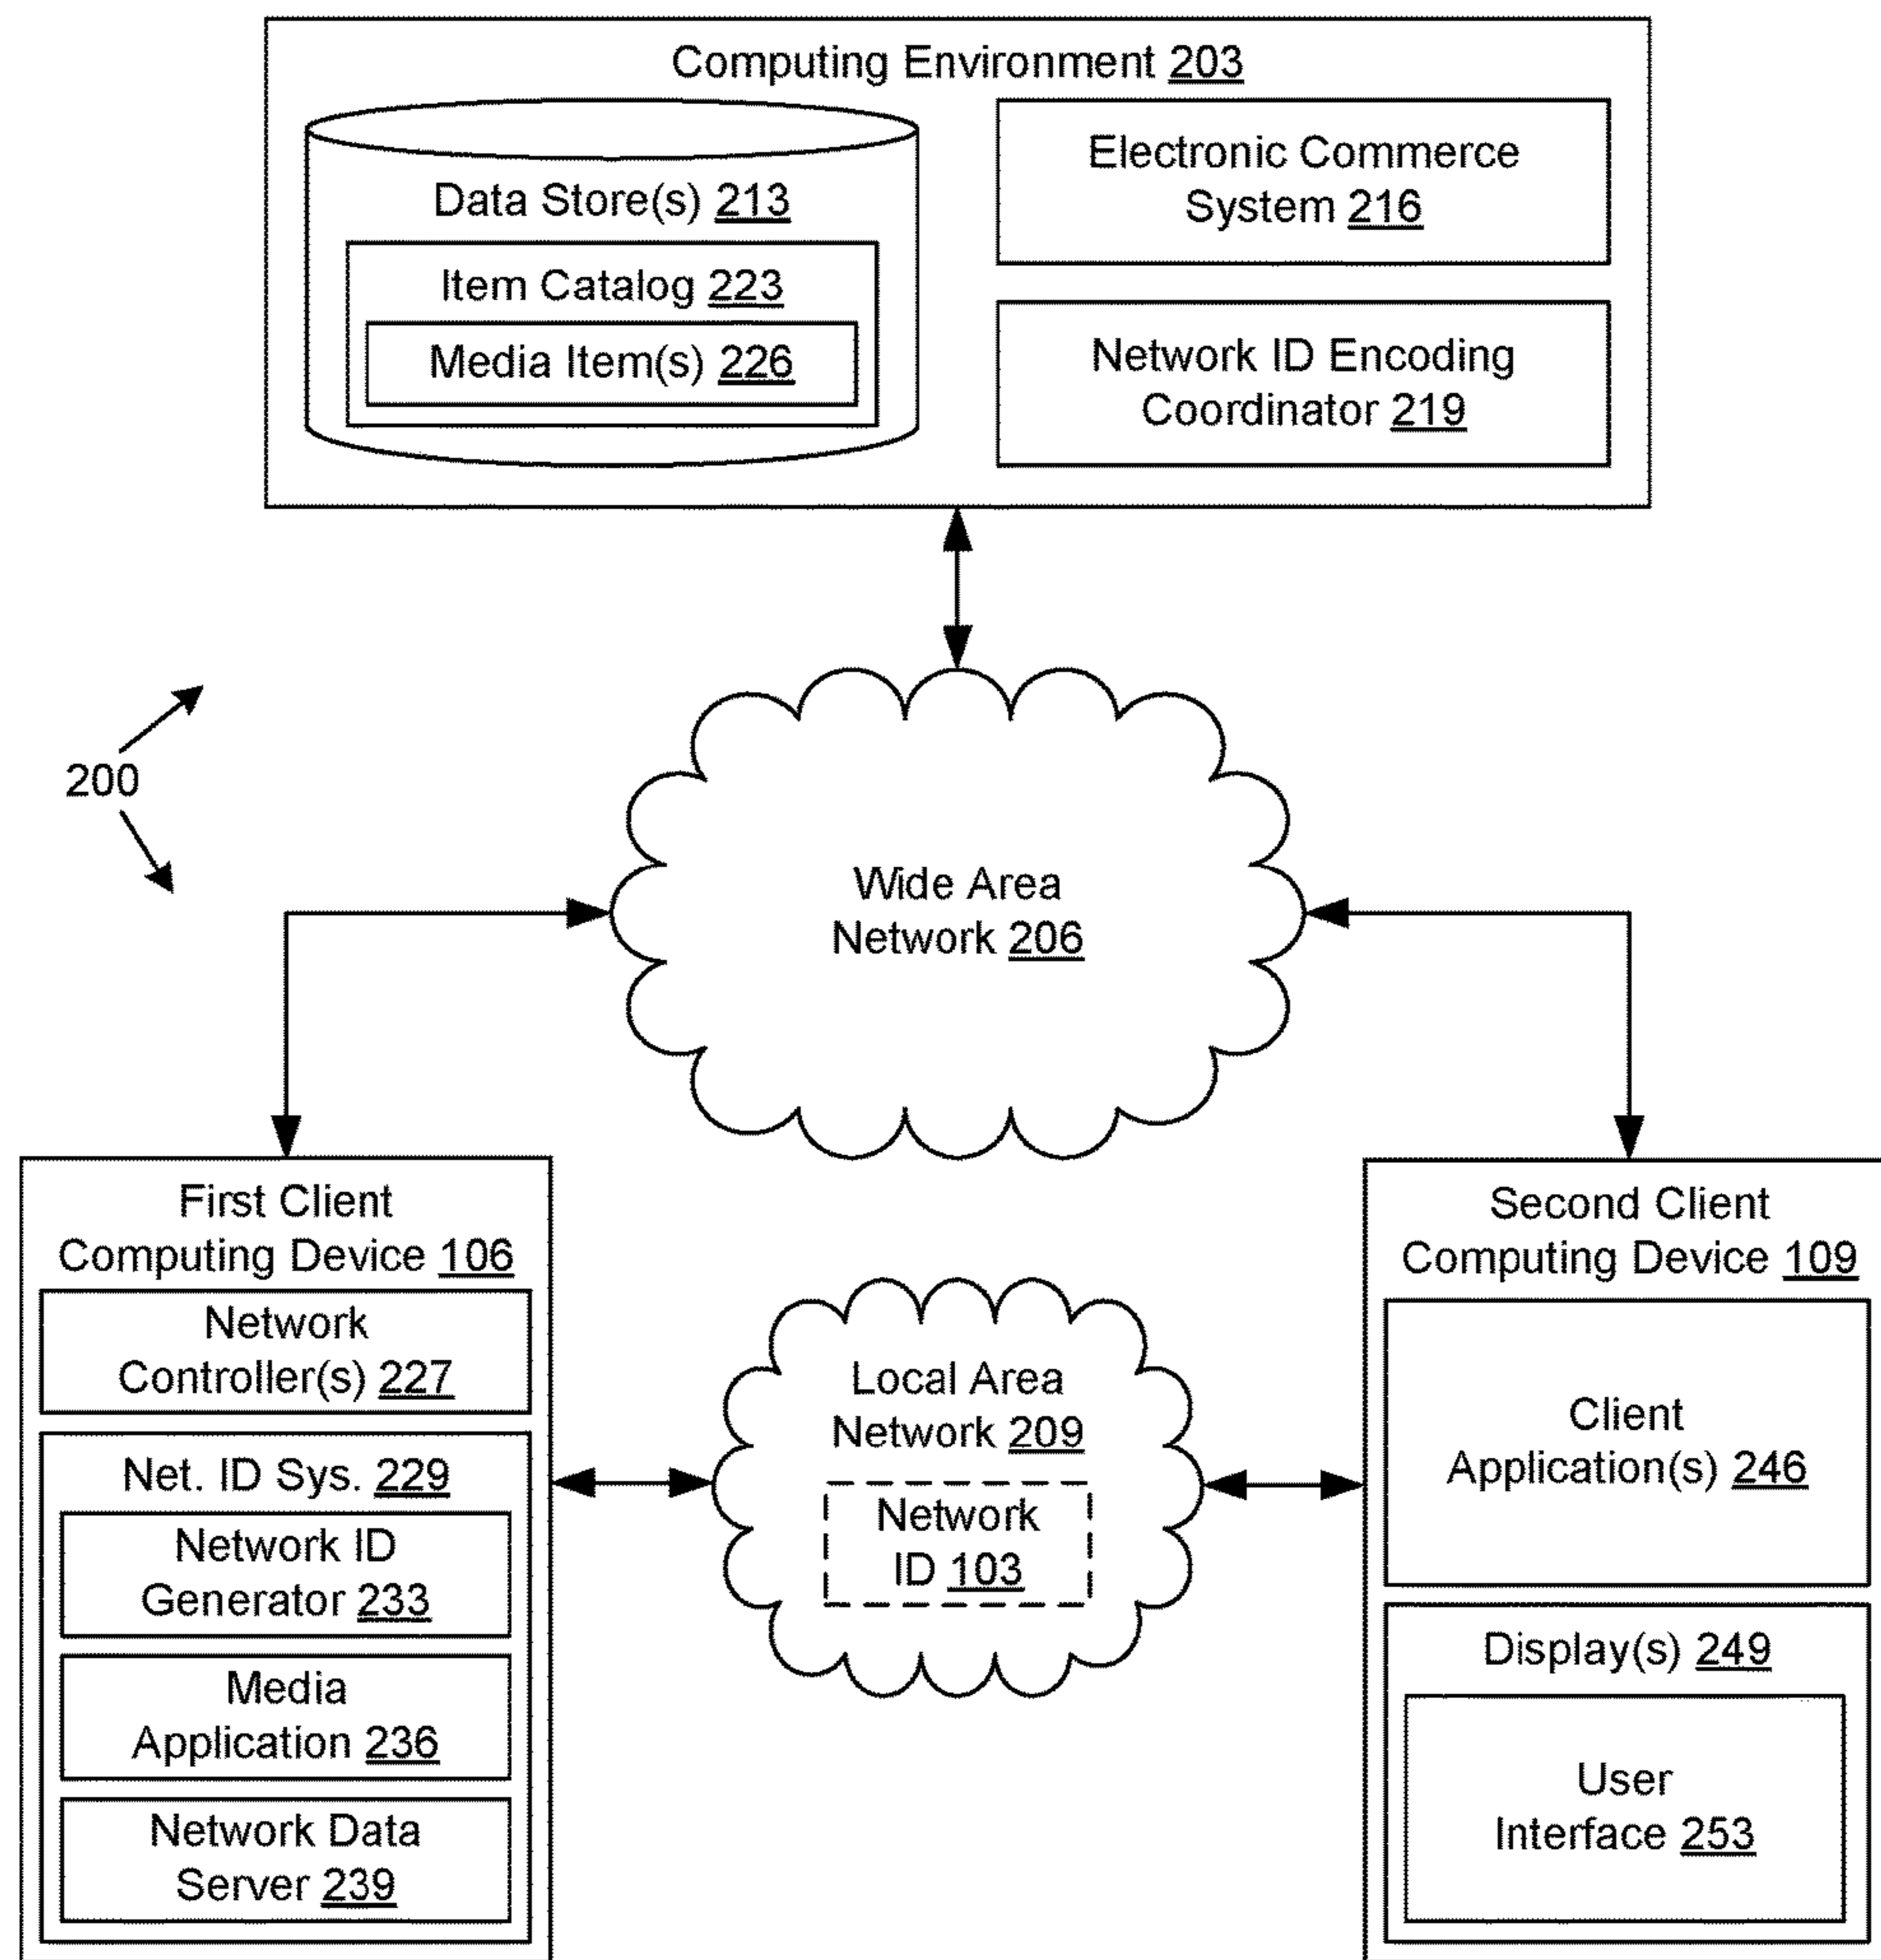 Computing Environment 203
Data Store(s) 213
Item Catalog 223
Media Item(s) 226
Electronic Commerce
System 216
Network ID Encoding
Coordinator 219
200
Wide Area
Network 206
First Client
Computing Device 106
Network
Controller(s) 227
Net. ID Sys. 229
Network ID
Generator 233
Media
Application 236
Network Data
Server 239
Local Area
Network 209
Network
ID 103
Second Client
Computing Device 109
Client
Application(s) 246
Display(s) 249
User
Interface 253